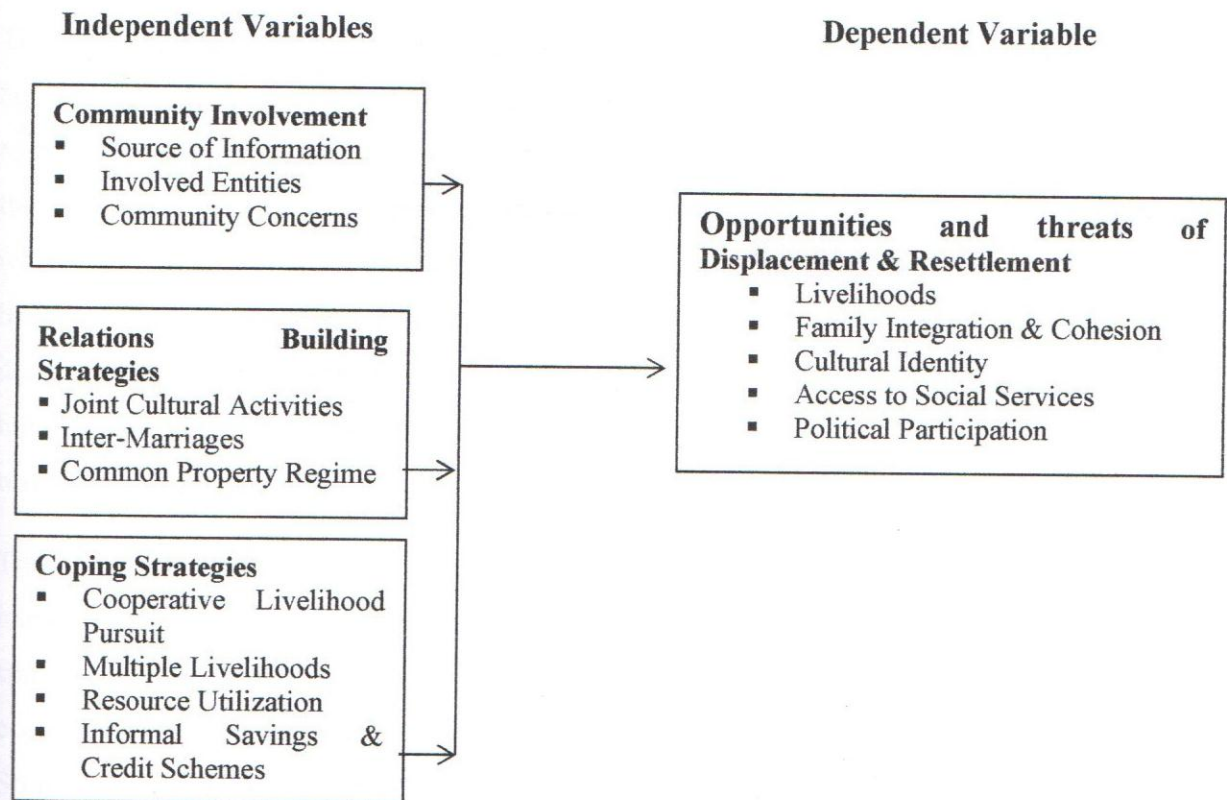 Independent Variables
Dependent Variable
Community Involvement
▪ Source of Information
▪ Involved Entities
▪ Community Concerns
Relations Building
Strategies
▪ Joint Cultural Activities
▪ Inter-Marriages
▪ Common Property Regime
Coping Strategies
▪ Cooperative Livelihood
Pursuit
▪ Multiple Livelihoods
▪ Resource Utilization
▪ Informal Savings &
Credit Schemes
Opportunities and threats of
Displacement & Resettlement
▪ Livelihoods
▪ Family Integration & Cohesion
▪ Cultural Identity
▪ Access to Social Services
▪ Political Participation